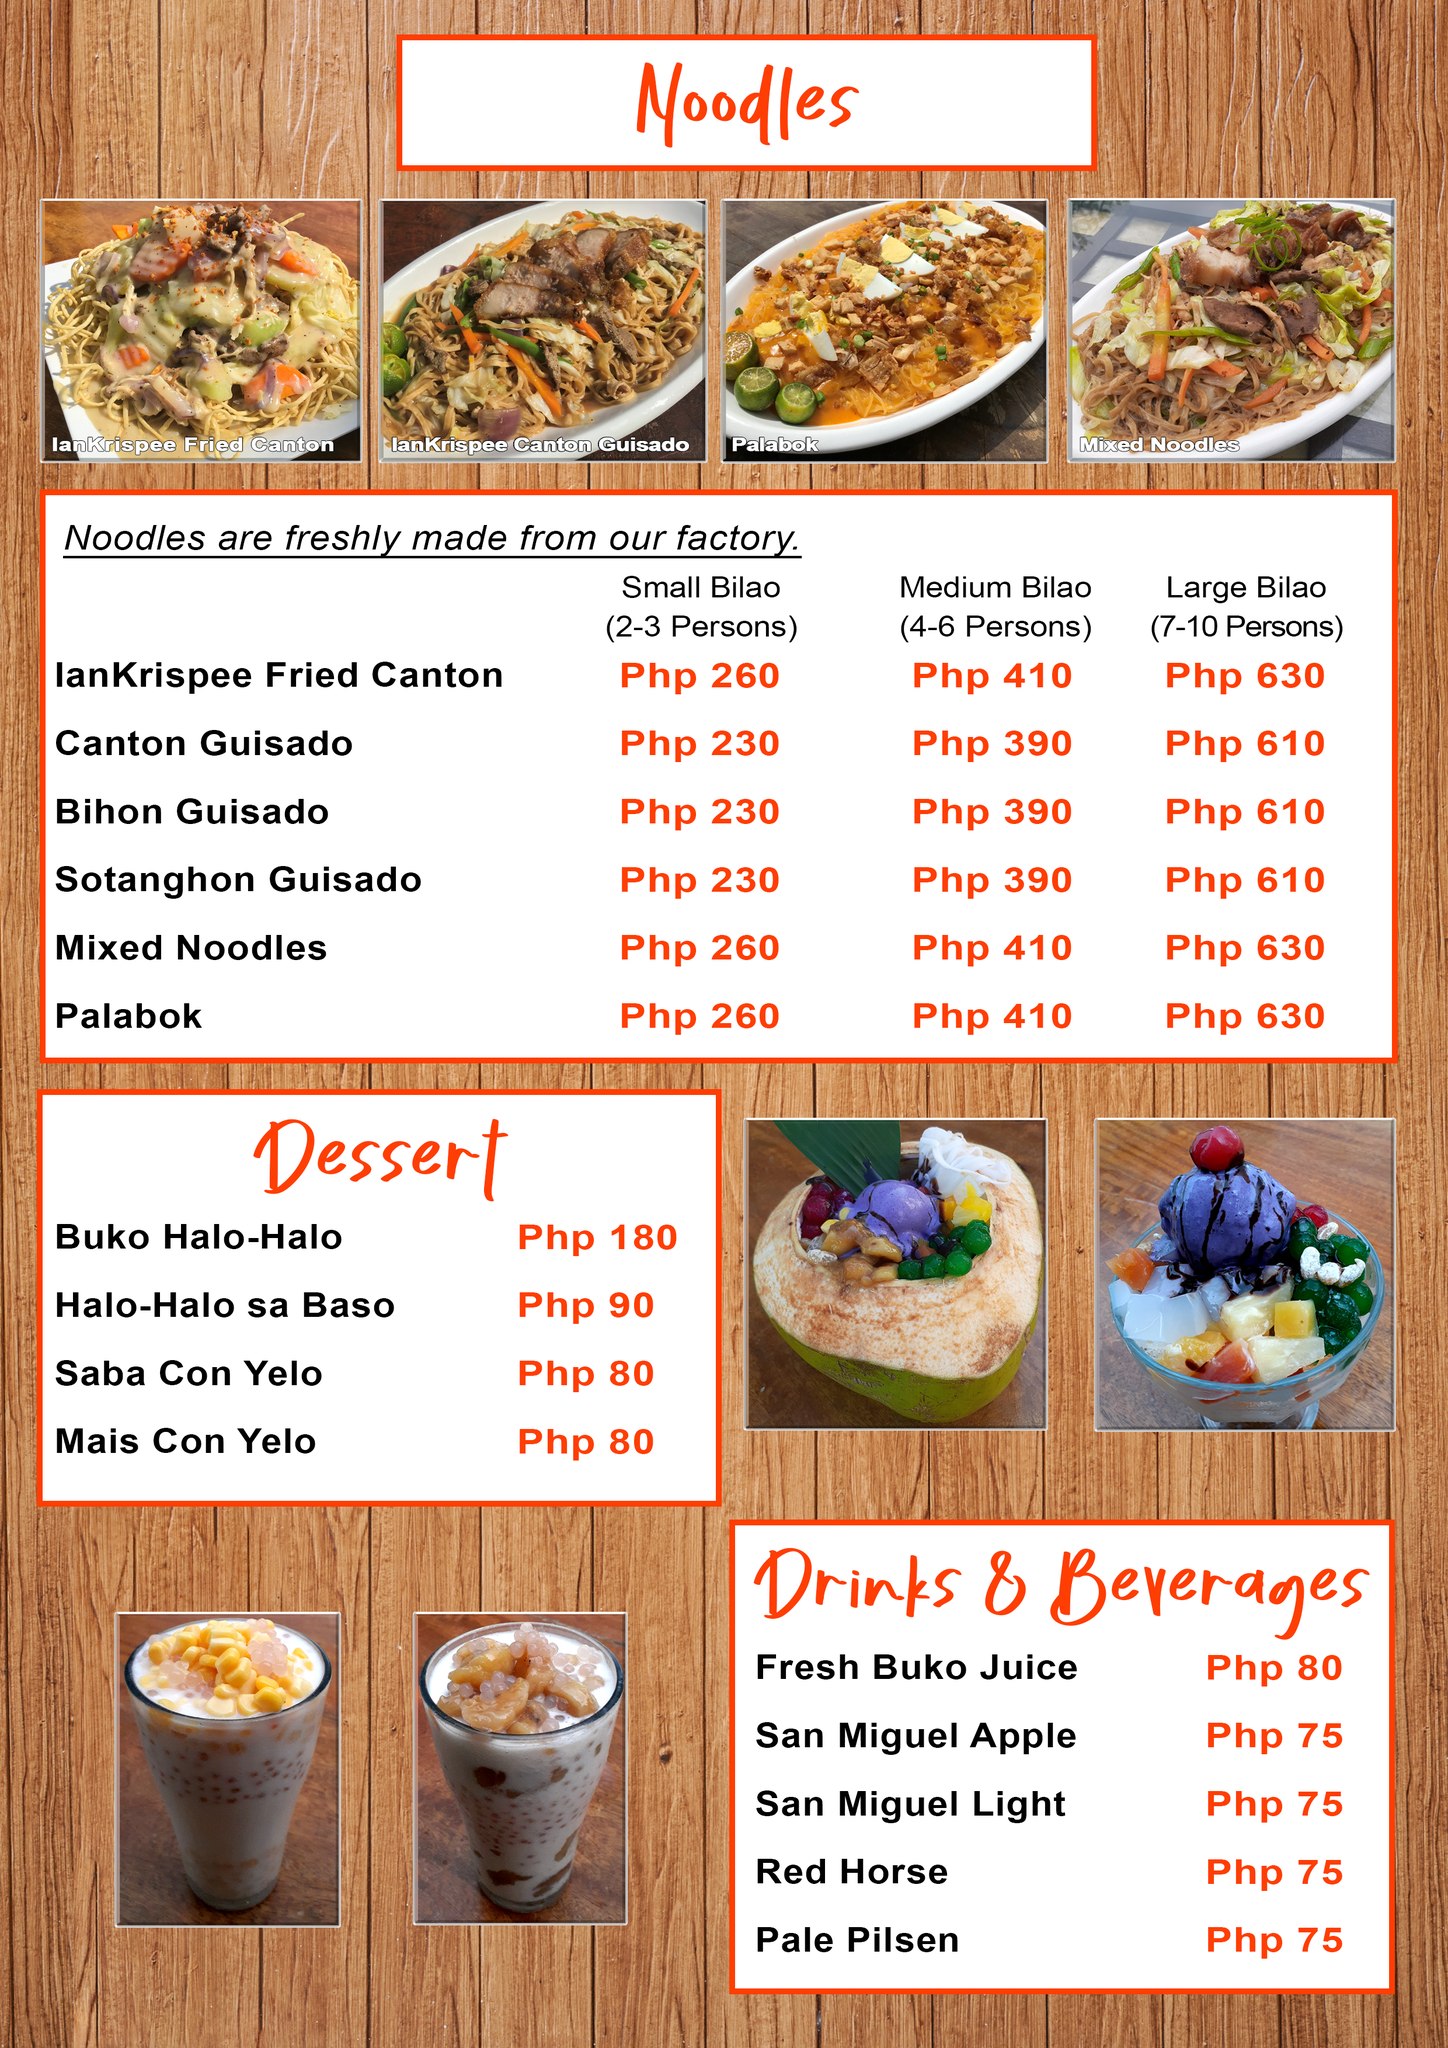 Noodles
IanKrispee Fried Canton
IanKrispee Canton Guisado
Palabok
Mixed Noodles
Noodles are freshly made from our factory.
Small Bilao Medium Bilao Large Bilao
(2-3 Persons) (4-6 Persons) (7-10 Persons)
IanKrispee Fried Canton Php 260 Php 410 Php 630
Canton Guisado Php 230 Php 390 Php 610
Bihon Guisado Php 230 Php 390 Php 610
Sotanghon Guisado Php 230 Php 390 Php 610
Mixed Noodles Php 260 Php 410 Php 630
Palabok Php 260 Php 410 Php 630
Dessert
Buko Halo-Halo Php 180
Halo-Halo sa Baso Php 90
Saba Con Yelo Php 80
Mais Con Yelo Php 80
Drinks & Beverages
Fresh Buko Juice Php 80
San Miguel Apple Php 75
San Miguel Light Php 75
Red Horse Php 75
Pale Pilsen Php 75